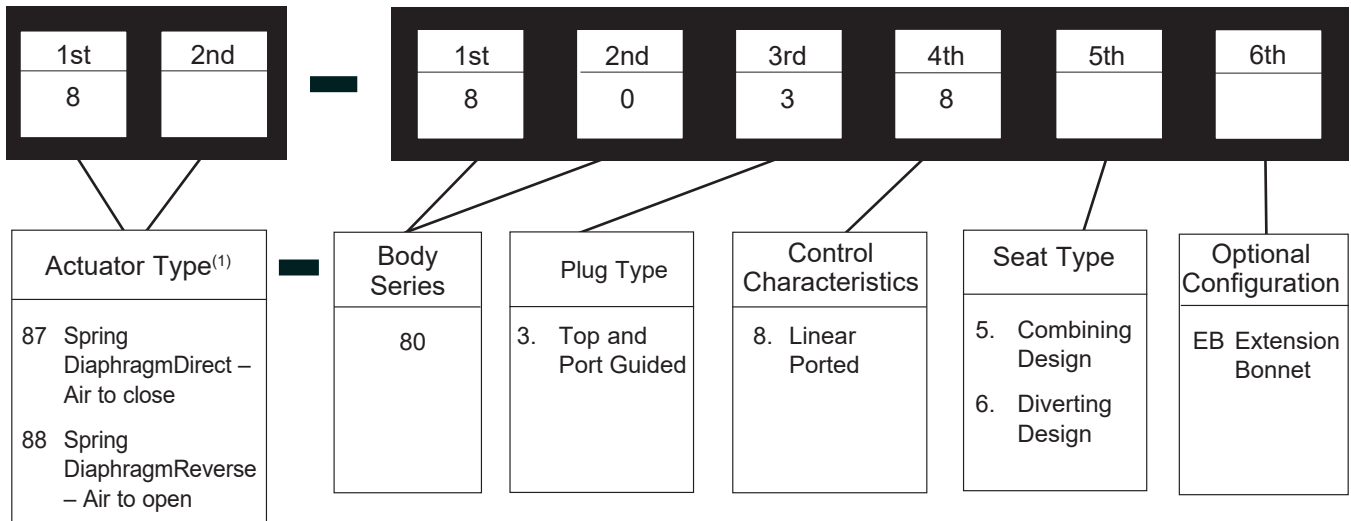 1st
2nd
1st
2nd
3rd
4th
5th
6th
8
8
0
3
8
Actuator Type(1)
87 Spring
DiaphragmDirect –
Air to close
88 Spring
DiaphragmReverse
– Air to open
Body
Series
80
Plug Type
3. Top and
Port Guided
Control
Characteristics
8. Linear
Ported
Seat Type
5. Combining
Design
6. Diverting
Design
Optional
Configuration
EB Extension
Bonnet